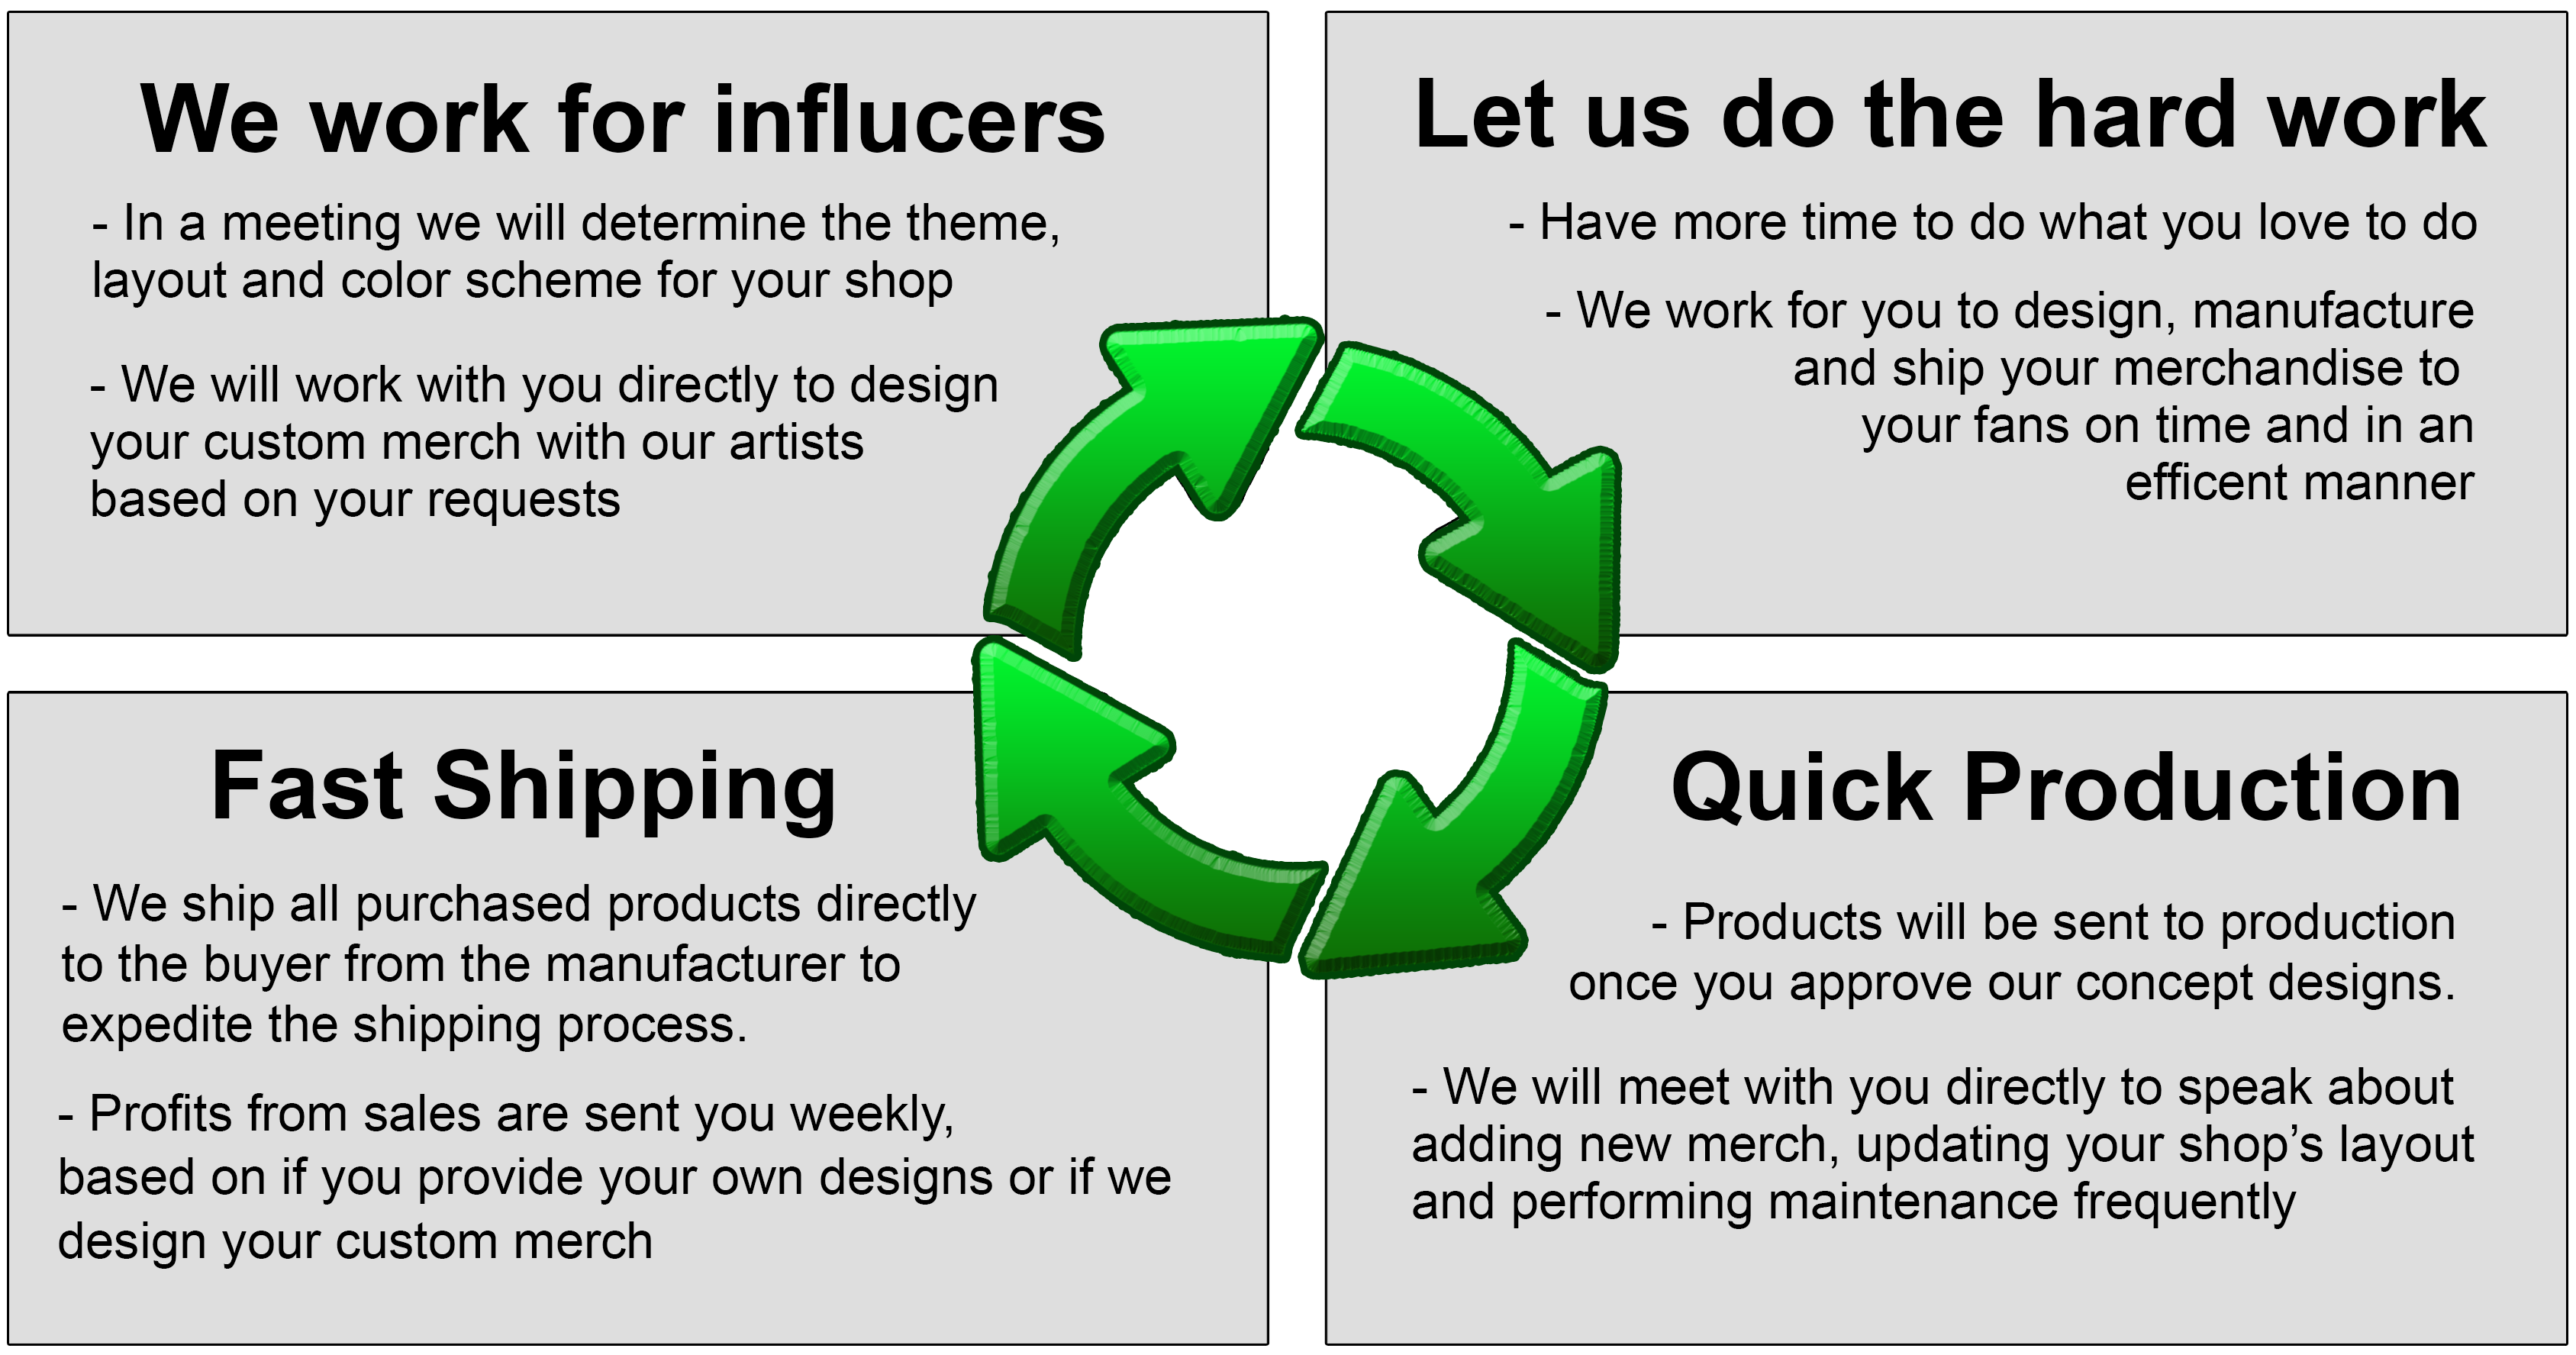 We work for influcers
- In a meeting we will determine the theme,
layout and color scheme for your shop
- We will work with you directly to design
your custom merch with our artists
based on your requests
Let us do the hard work
- Have more time to do what you love to do
- We work for you to design, manufacture
and ship your merchandise to
your fans on time and in an
efficent manner
Fast Shipping
- We ship all purchased products directly
to the buyer from the manufacturer to
expedite the shipping process.
- Profits from sales are sent you weekly,
based on if you provide your own designs or if we
design your custom merch
Quick Production
- Products will be sent to production
once you approve our concept designs.
- We will meet with you directly to speak about
adding new merch, updating your shop’s layout
and performing maintenance frequently